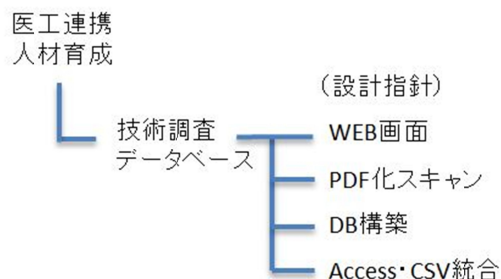 医工連携
人材育成
技術調査
データベース
(設計指針)
WEB画面
PDF化スキャン
DB構築
Access・CSV統合